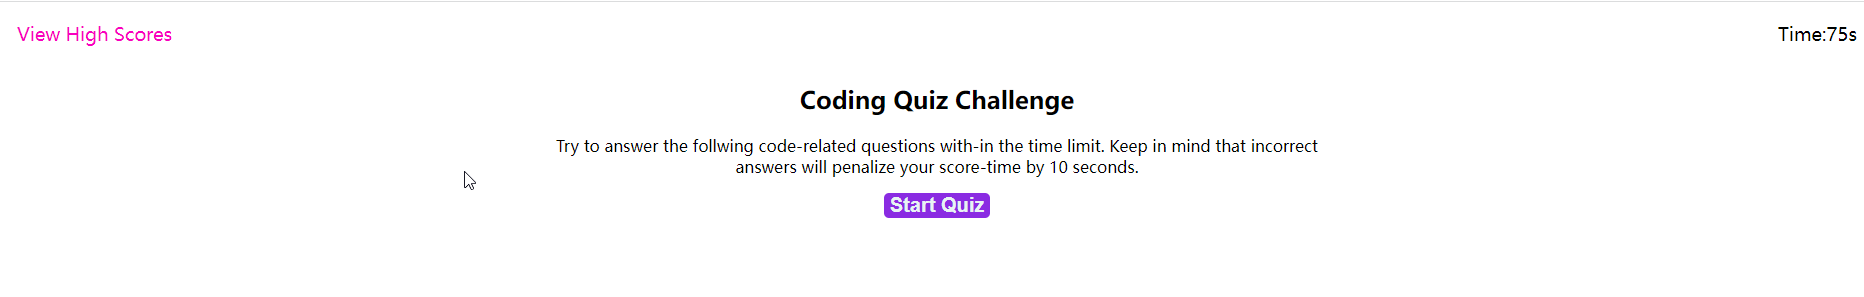 View High Scores
Time:75s
Coding Quiz Challenge
Try to answer the follwing code-related questions with-in the time limit. Keep in mind that incorrect
answers will penalize your score-time by 10 seconds.
Start Quiz